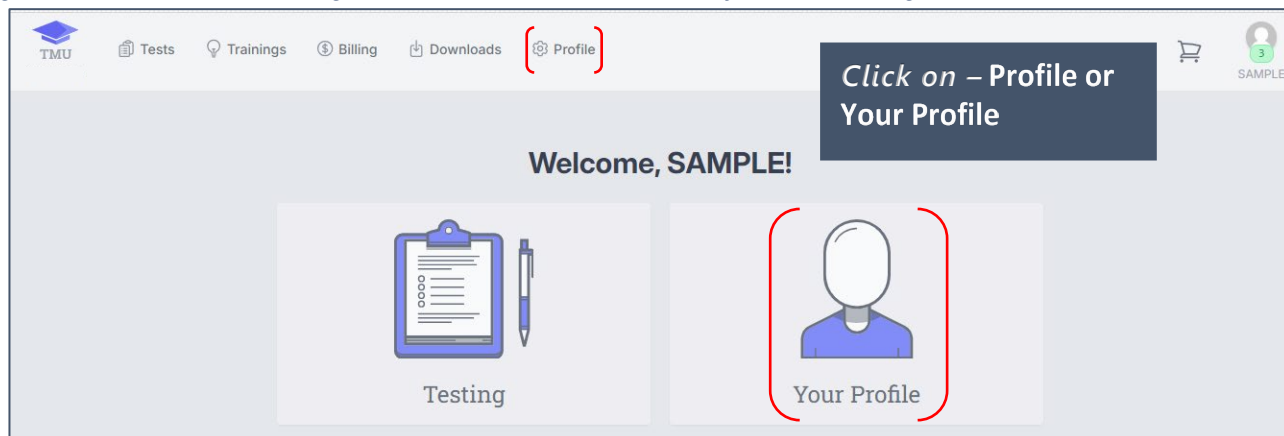 TMU Tests Trainings Billing Downloads Profile
3
SAMPLE
Click on – Profile or
Your Profile
Welcome, SAMPLE!
Testing
Your Profile